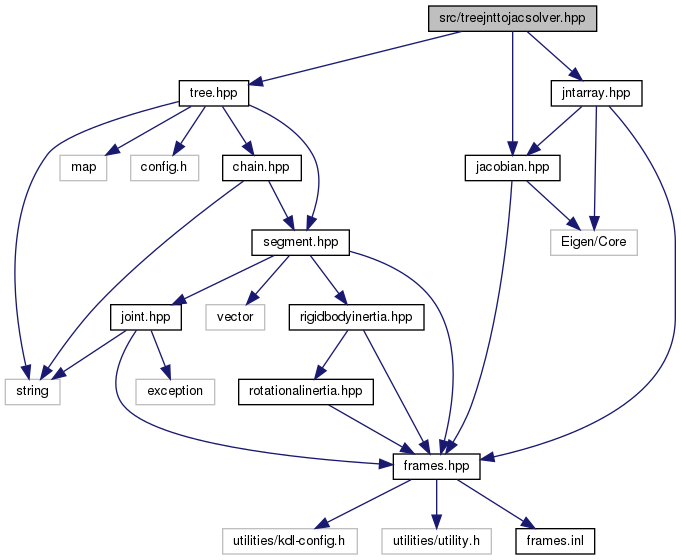 src/treejnttojacsolver.hpp
tree.hpp
jntarray.hpp
map
config.h
chain.hpp
jacobian.hpp
segment.hpp
Eigen/Core
joint.hpp
vector
rigidbodyinertia.hpp
string
exception
rotationalinertia.hpp
frames.hpp
utilities/kdl-config.h
utilities/utility.h
frames.inl